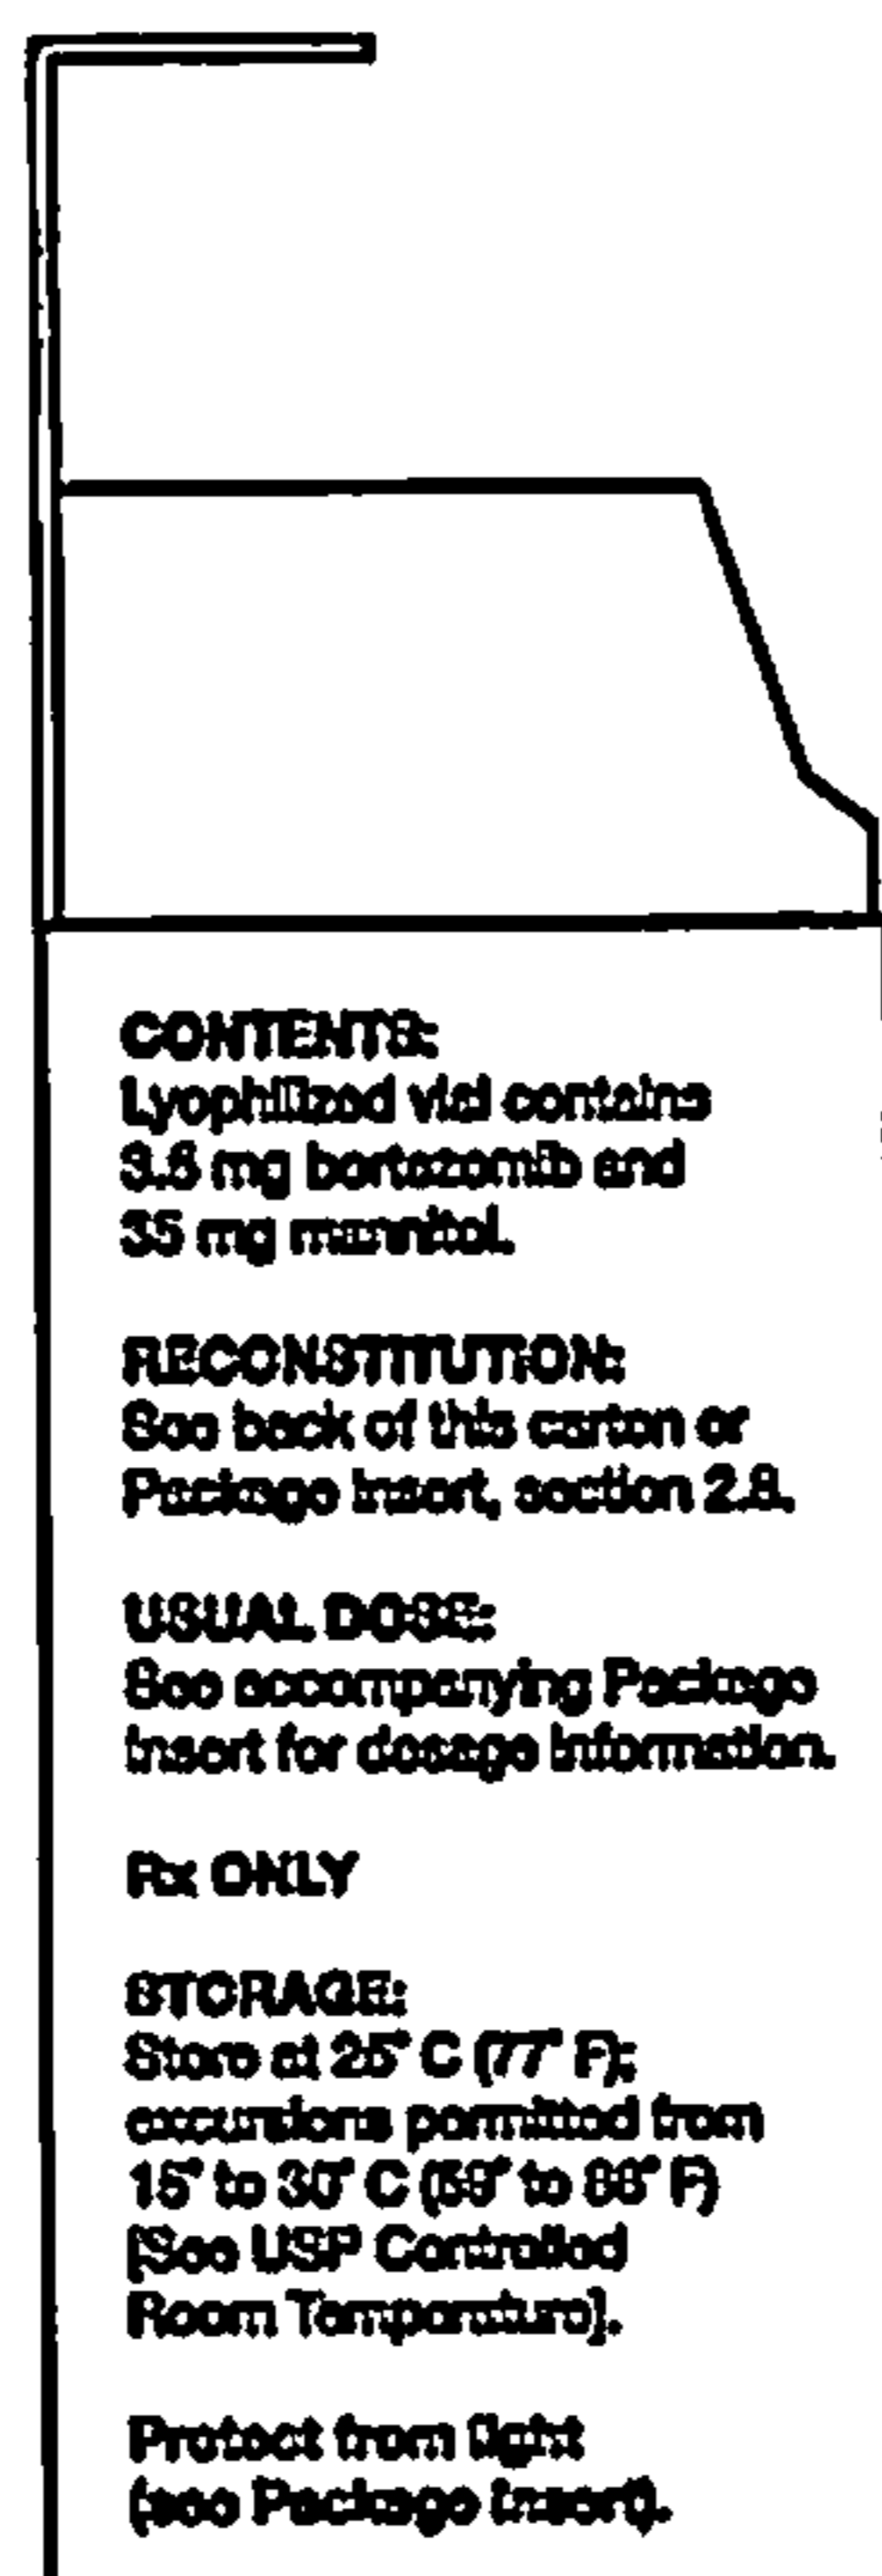 CONTENTS:
Lyophilized vial contains
3.5 mg bortezomib and
35 mg mannitol.
RECONSTITUTION:
See back of this carton or
Package Insert, section
USUAL DOSE:
See accompanying Package
Insert for dosage information.
Rx ONLY
STORAGE:
Store at 25° C (77° F);
excursions permitted from
15° to 30° C (59° to 86° F)
[See USP Controlled
Room Temperature].
Protect from light
(see Package Insert).